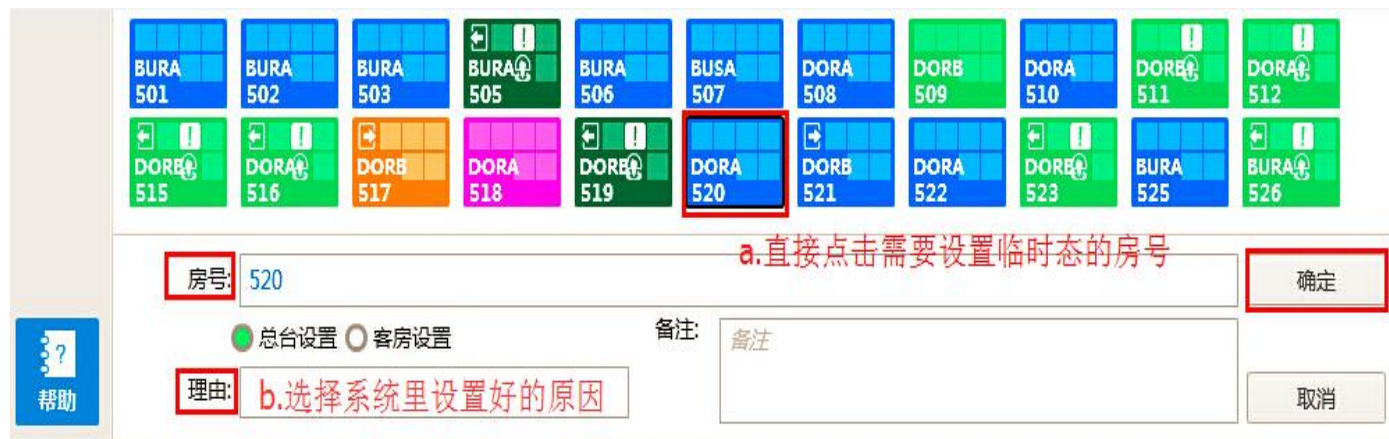 BURA BURA BURA BURA BURA BUSA DORA DORB DORA DORB DORA
501 502 503 505 506 507 508 509 510 511 512
DORB DORA DORB DORA DORB DORA DORB DORA DORB BURA BURA
515 516 517 518 519 520 521 522 523 525 526
a.直接点击需要设置临时态的房号
房号: 520 确定
总台设置 客房设置 备注: 备注
理由: b.选择系统里设置好的原因 取消
? 帮助